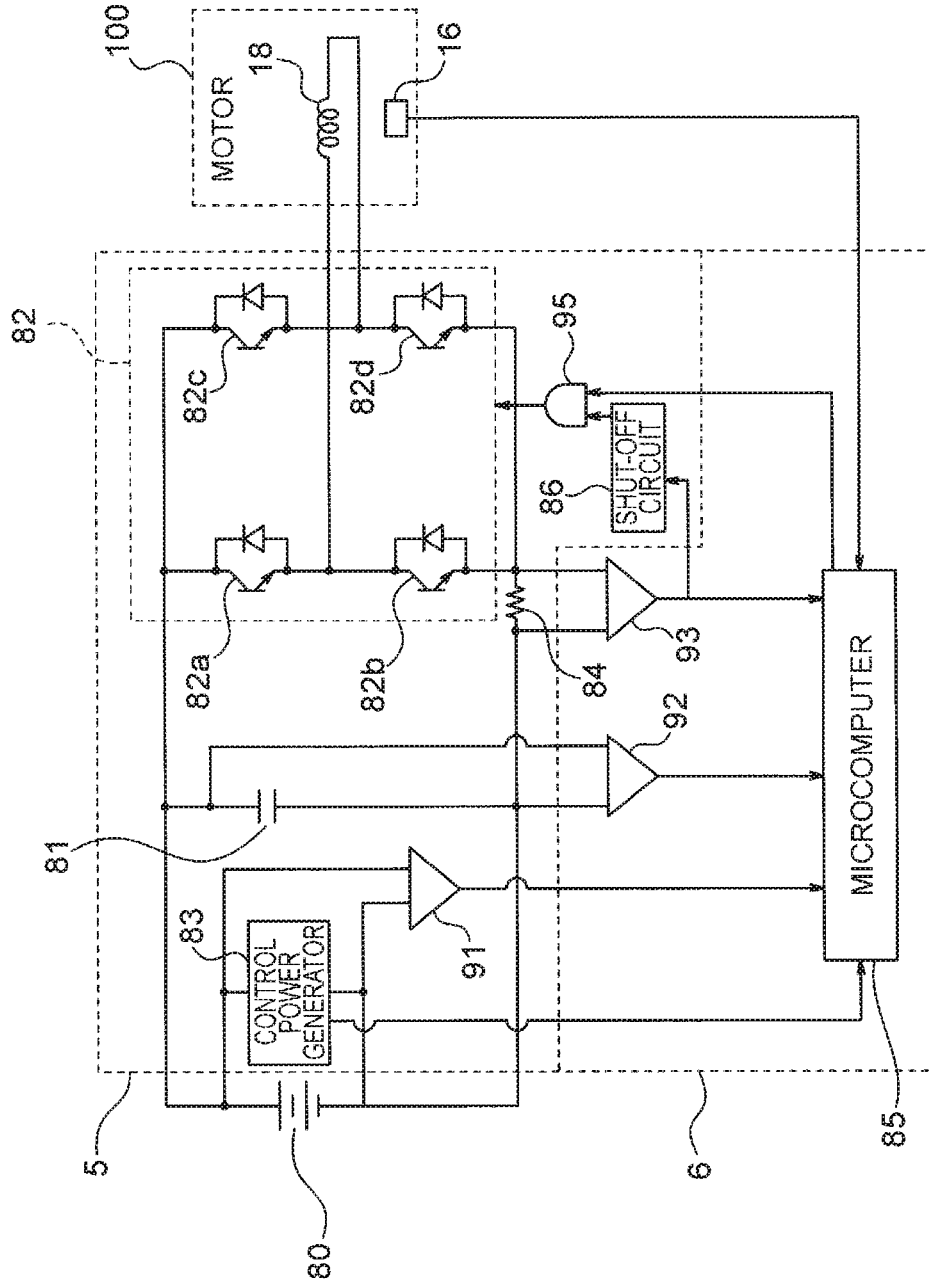 100
MOTOR
18
16
82
82c
82d
82a
82b
95
86
SHUT-OFF
CIRCUIT
84
93
92
81
83
CONTROL
POWER
GENERATOR
91
MICROCOMPUTER
5
80
6
85